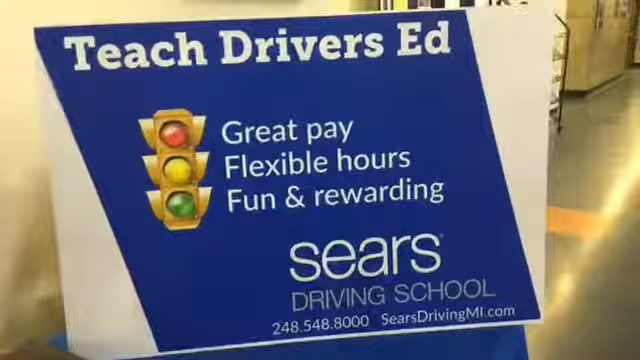 Teach Drivers Ed
Great pay
Flexible hours
Fun & rewarding
sears
DRIVING SCHOOL
248.548.8000 SearsDrivingMI.com